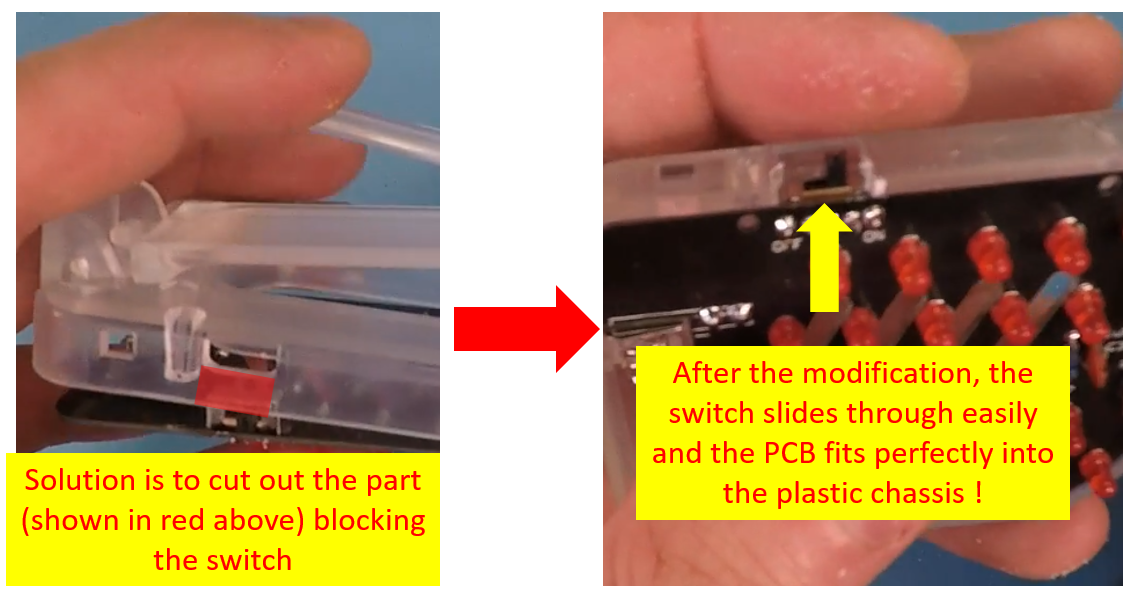 OFF
ON
Solution is to cut out the part
(shown in red above) blocking
the switch
After the modification, the
switch slides through easily
and the PCB fits perfectly into
the plastic chassis !